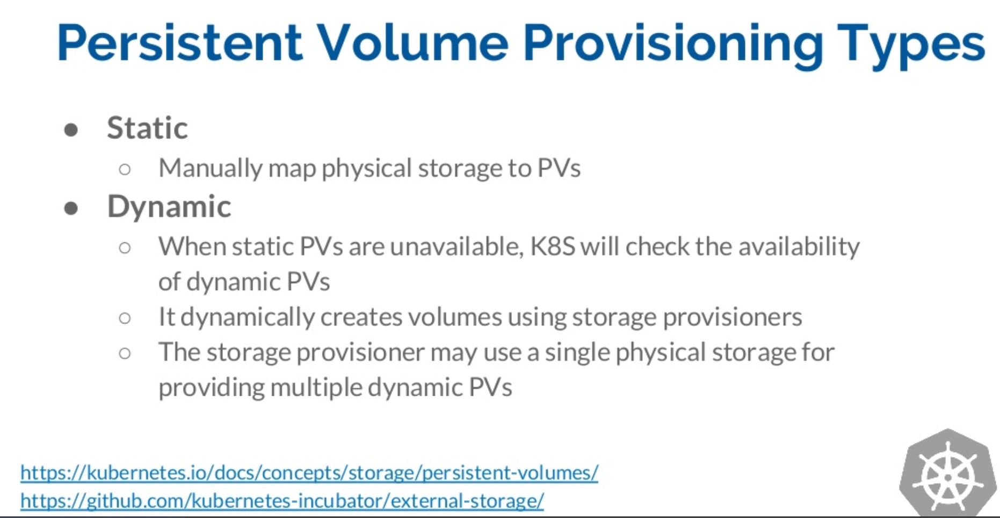 Persistent Volume Provisioning Types
● Static
○ Manually map physical storage to PVs
● Dynamic
○ When static PVs are unavailable, K8S will check the availability
of dynamic PVs
○ It dynamically creates volumes using storage provisioners
○ The storage provisioner may use a single physical storage for
providing multiple dynamic PVs
https://kubernetes.io/docs/concepts/storage/persistent-volumes/
https://github.com/kubernetes-incubator/external-storage/